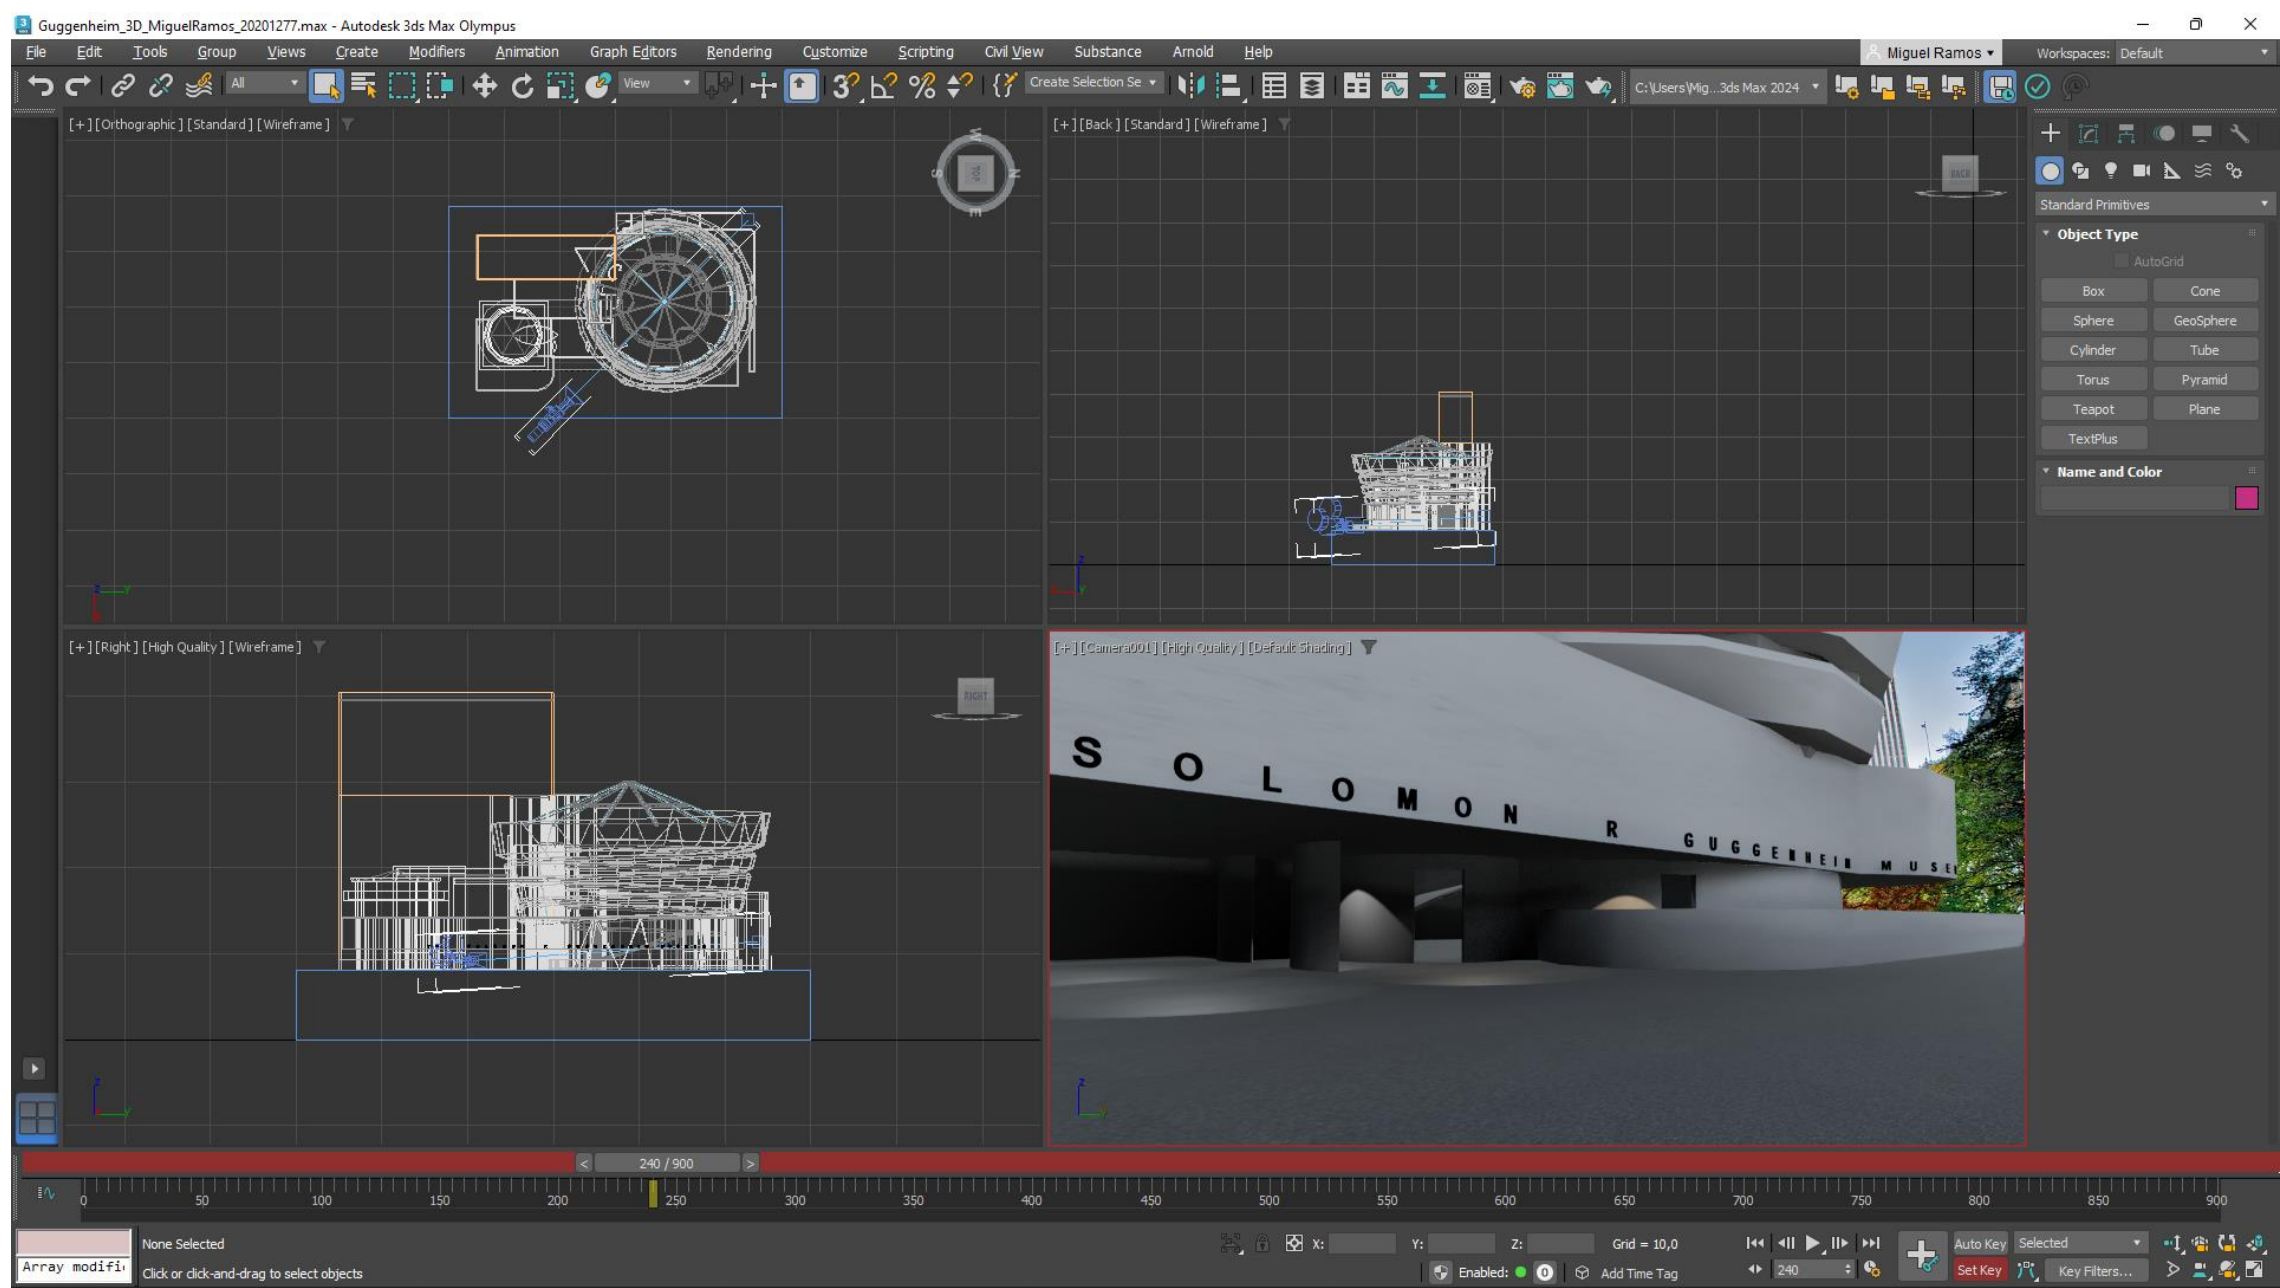 Guggenheim_3D_MiguelRamos_20201277.max - Autodesk 3ds Max Olympus
File Edit Tools Group Views Create Modifiers Animation Graph Editors Rendering Customize Scripting Civil View Substance Arnold Help Miguel Ramos Workspaces: Default
All View Create Selection Se C:\Users\Mig...3ds Max 2024
[+] [Orthographic] [Standard] [Wireframe]
W N S E TOP
[+] [Back] [Standard] [Wireframe]
BACK
Standard Primitives
Object Type
AutoGrid
Box Cone
Sphere GeoSphere
Cylinder Tube
Torus Pyramid
Teapot Plane
TextPlus
Name and Color
z y
[+] [Right] [High Quality] [Wireframe]
RIGHT
z y
[+] [Camera001] [High Quality] [Default Shading]
SOLOMON R GUGGENHEIM MUSE
z
< 240 / 900 >
0 50 100 150 200 250 300 350 400 450 500 550 600 650 700 750 800 850 900
None Selected X: Y: Z: Grid = 10,0 Auto Key Selected
Array modifi Click or click-and-drag to select objects Enabled: 0 Add Time Tag 240 Set Key Key Filters...